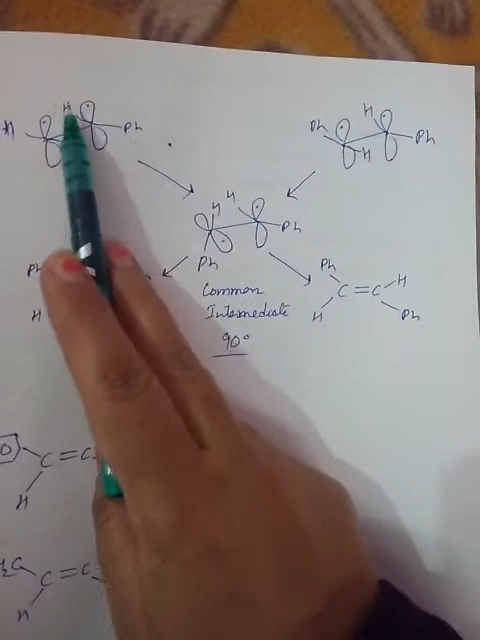 H H Ph
Ph H H Ph
H H Ph Ph
Common
Intermediate
90°
Ph H
C = C
H Ph
Ph
H
C = C
H
C = C
H